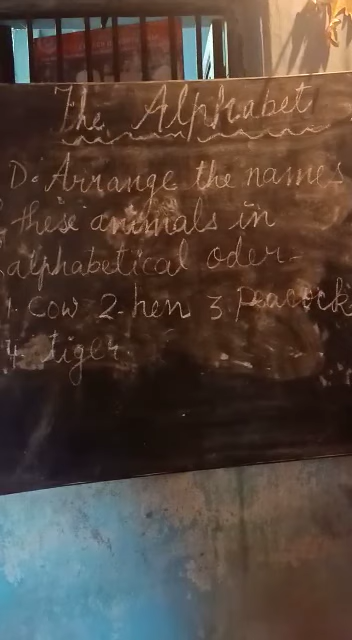 The Alphabet
D. Arrange the names
these animals in
alphabetical oder-
1. Cow 2. hen 3. Peacock
4. tiger.